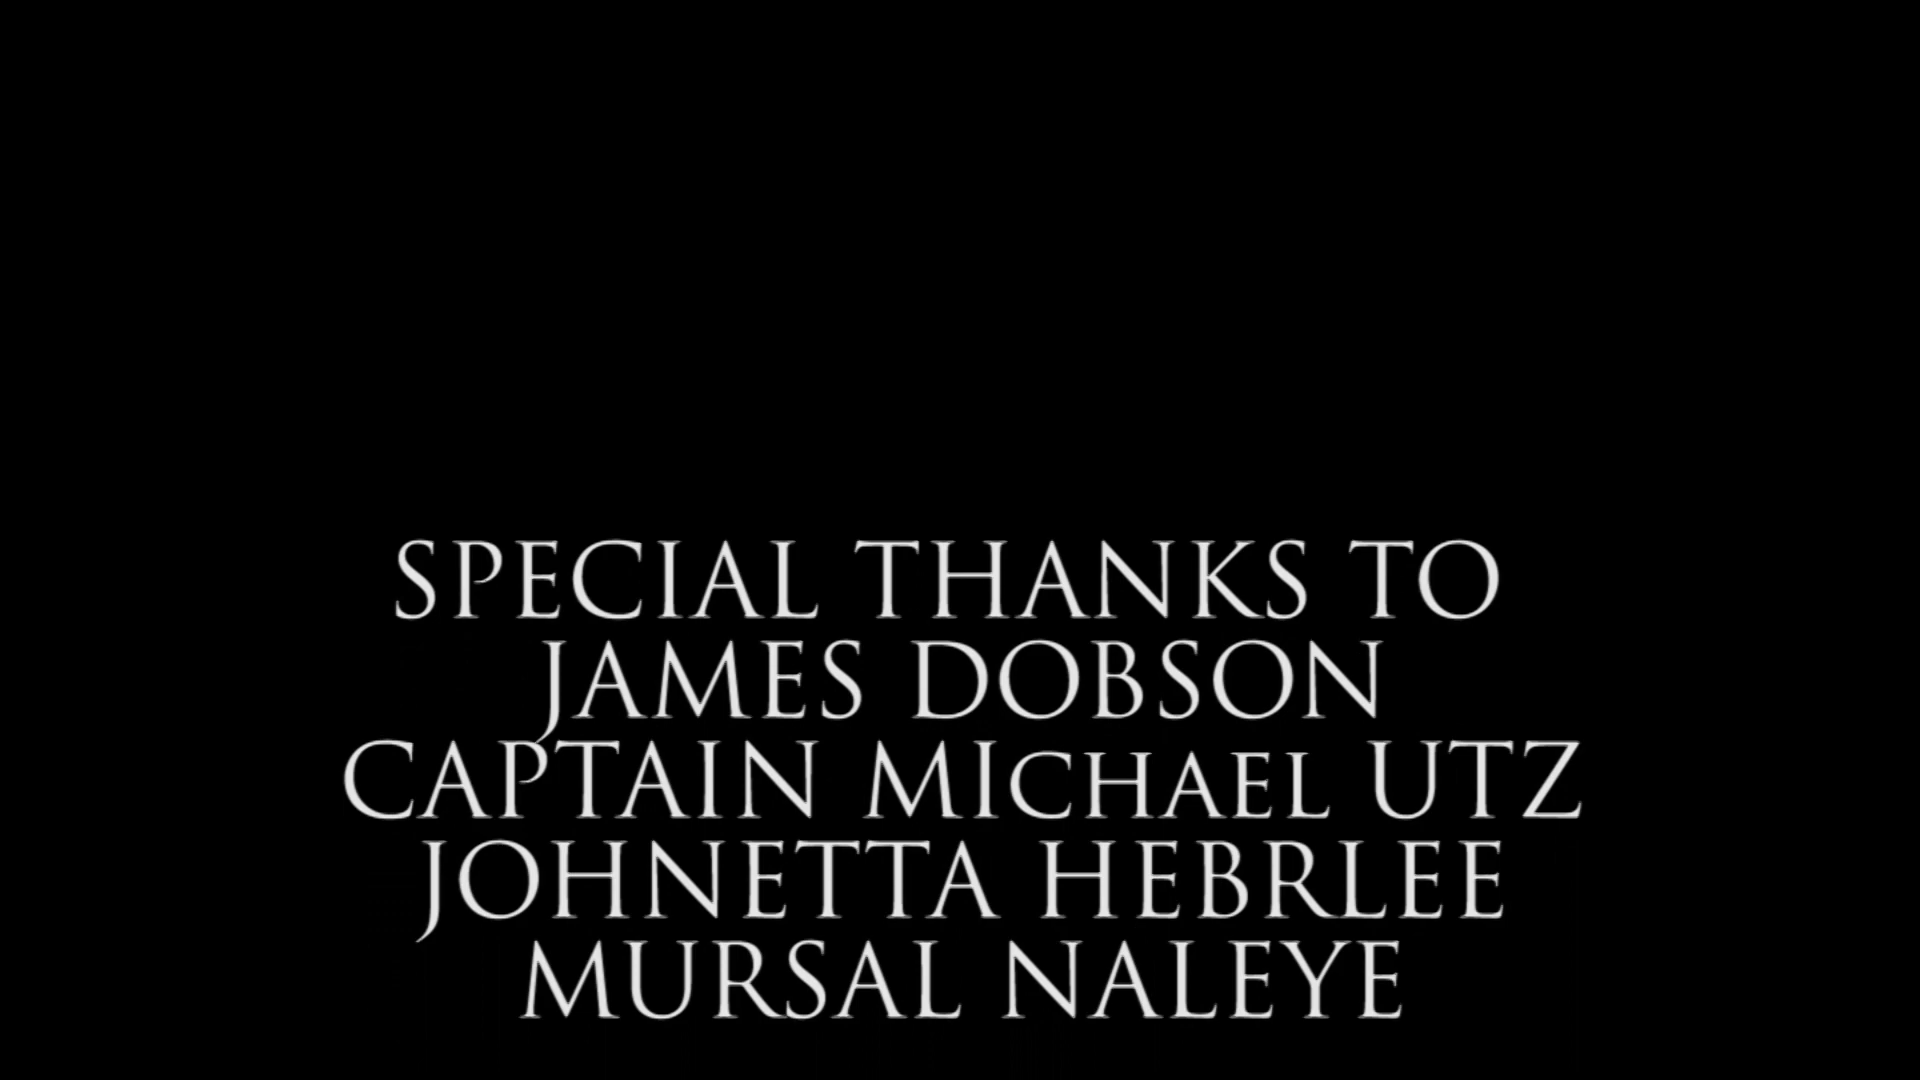 SPECIAL THANKS TO
JAMES DOBSON
CAPTAIN MIchael UTZ
JOHNETTA HEBRLEE
MURSAL NALEYE